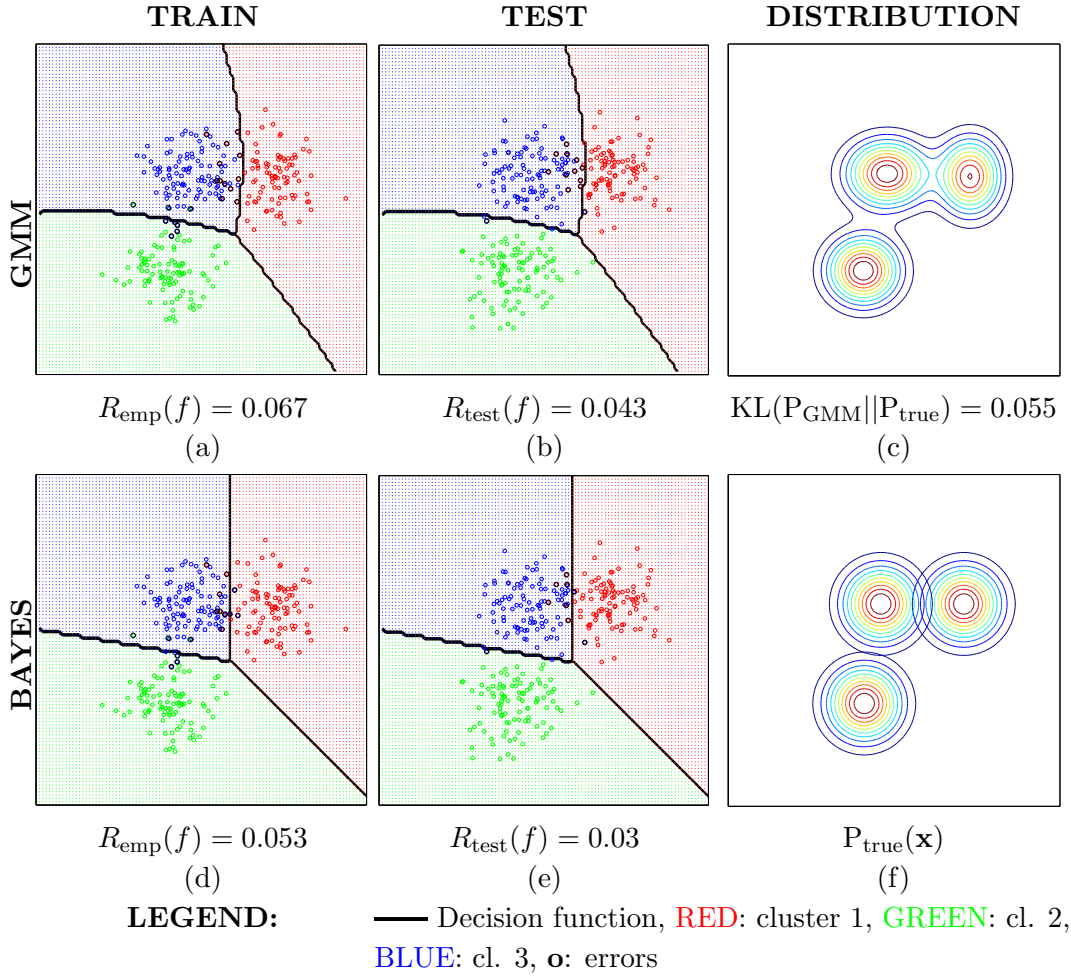 TRAIN TEST DISTRIBUTION
GMM
R_emp(f) = 0.067 R_test(f) = 0.043 KL(P_GMM||P_true) = 0.055
(a) (b) (c)
BAYES
R_emp(f) = 0.053 R_test(f) = 0.03 P_true(x)
(d) (e) (f)
LEGEND: Decision function, RED: cluster 1, GREEN: cl. 2,
BLUE: cl. 3, o: errors